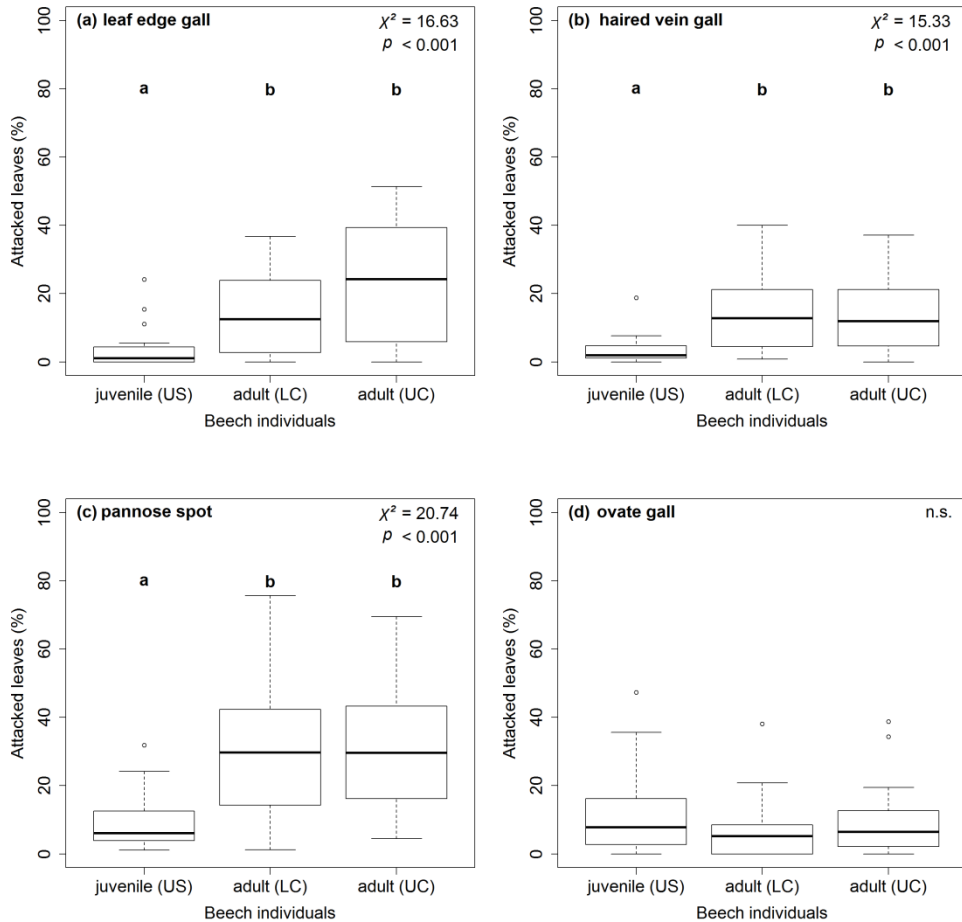 (a) leaf edge gall
χ² = 16.63
p < 0.001
a b b
100
80
60
40
20
0
Attacked leaves (%)
juvenile (US) adult (LC) adult (UC)
Beech individuals
(b) haired vein gall
χ² = 15.33
p < 0.001
a b b
100
80
60
40
20
0
Attacked leaves (%)
juvenile (US) adult (LC) adult (UC)
Beech individuals
(c) pannose spot
χ² = 20.74
p < 0.001
a b b
100
80
60
40
20
0
Attacked leaves (%)
juvenile (US) adult (LC) adult (UC)
Beech individuals
(d) ovate gall
n.s.
100
80
60
40
20
0
Attacked leaves (%)
juvenile (US) adult (LC) adult (UC)
Beech individuals